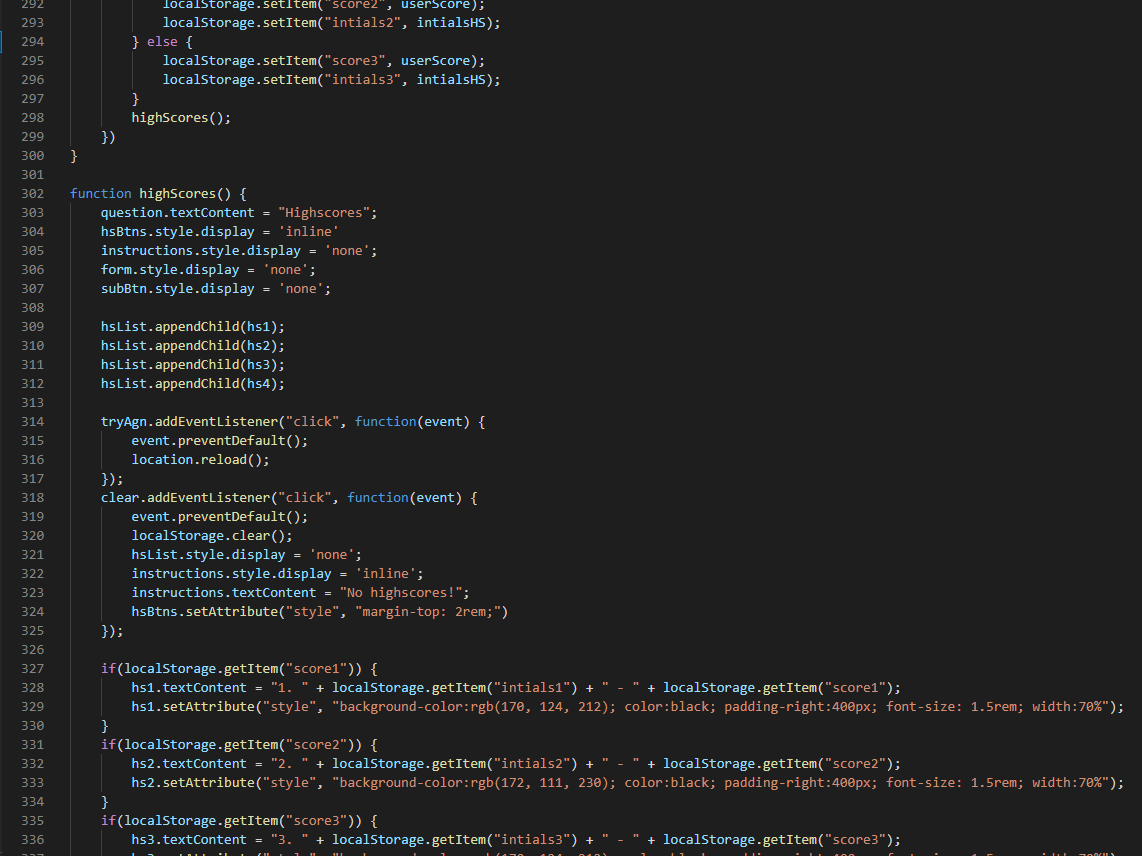 292 localStorage.setItem("score2", userScore);
293 localStorage.setItem("intials2", intialsHS);
294 } else {
295 localStorage.setItem("score3", userScore);
296 localStorage.setItem("intials3", intialsHS);
297 }
298 highScores();
299 })
300 }
301
302 function highScores() {
303 question.textContent = "Highscores";
304 hsBtns.style.display = 'inline'
305 instructions.style.display = 'none';
306 form.style.display = 'none';
307 subBtn.style.display = 'none';
308
309 hsList.appendChild(hs1);
310 hsList.appendChild(hs2);
311 hsList.appendChild(hs3);
312 hsList.appendChild(hs4);
313
314 tryAgn.addEventListener("click", function(event) {
315 event.preventDefault();
316 location.reload();
317 });
318 clear.addEventListener("click", function(event) {
319 event.preventDefault();
320 localStorage.clear();
321 hsList.style.display = 'none';
322 instructions.style.display = 'inline';
323 instructions.textContent = "No highscores!";
324 hsBtns.setAttribute("style", "margin-top: 2rem;")
325 });
326
327 if(localStorage.getItem("score1")) {
328 hs1.textContent = "1. " + localStorage.getItem("intials1") + " - " + localStorage.getItem("score1");
329 hs1.setAttribute("style", "background-color:rgb(170, 124, 212); color:black; padding-right:400px; font-size: 1.5rem; width:70%");
330 }
331 if(localStorage.getItem("score2")) {
332 hs2.textContent = "2. " + localStorage.getItem("intials2") + " - " + localStorage.getItem("score2");
333 hs2.setAttribute("style", "background-color:rgb(172, 111, 230); color:black; padding-right:400px; font-size: 1.5rem; width:70%");
334 }
335 if(localStorage.getItem("score3")) {
336 hs3.textContent = "3. " + localStorage.getItem("intials3") + " - " + localStorage.getItem("score3");